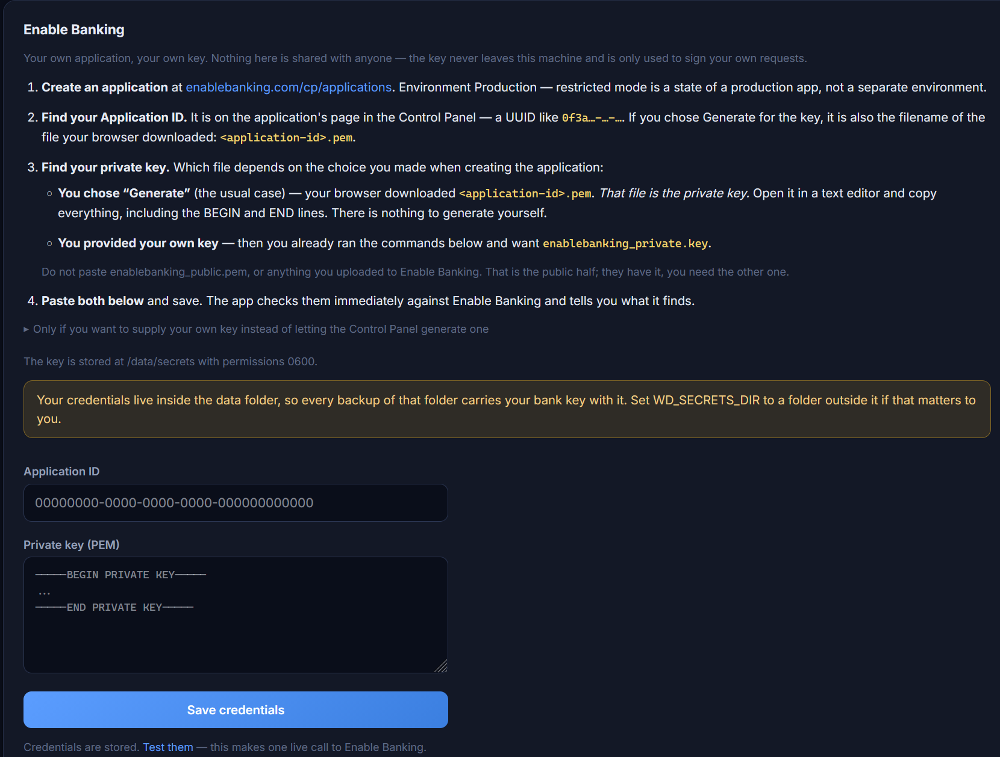 Enable Banking
Your own application, your own key. Nothing here is shared with anyone — the key never leaves this machine and is only used to sign your own requests.
1. Create an application at enablebanking.com/cp/applications. Environment Production — restricted mode is a state of a production app, not a separate environment.
2. Find your Application ID. It is on the application's page in the Control Panel — a UUID like 0f3a…-…-…. If you chose Generate for the key, it is also the filename of the
file your browser downloaded: <application-id>.pem.
3. Find your private key. Which file depends on the choice you made when creating the application:
◦ You chose “Generate” (the usual case) — your browser downloaded <application-id>.pem. That file is the private key. Open it in a text editor and copy
everything, including the BEGIN and END lines. There is nothing to generate yourself.
◦ You provided your own key — then you already ran the commands below and want enablebanking_private.key.
Do not paste enablebanking_public.pem, or anything you uploaded to Enable Banking. That is the public half; they have it, you need the other one.
4. Paste both below and save. The app checks them immediately against Enable Banking and tells you what it finds.
▸ Only if you want to supply your own key instead of letting the Control Panel generate one
The key is stored at /data/secrets with permissions 0600.
Your credentials live inside the data folder, so every backup of that folder carries your bank key with it. Set WD_SECRETS_DIR to a folder outside it if that matters to
you.
Application ID
00000000-0000-0000-0000-000000000000
Private key (PEM)
-----BEGIN PRIVATE KEY-----
...
-----END PRIVATE KEY-----
Save credentials
Credentials are stored. Test them — this makes one live call to Enable Banking.